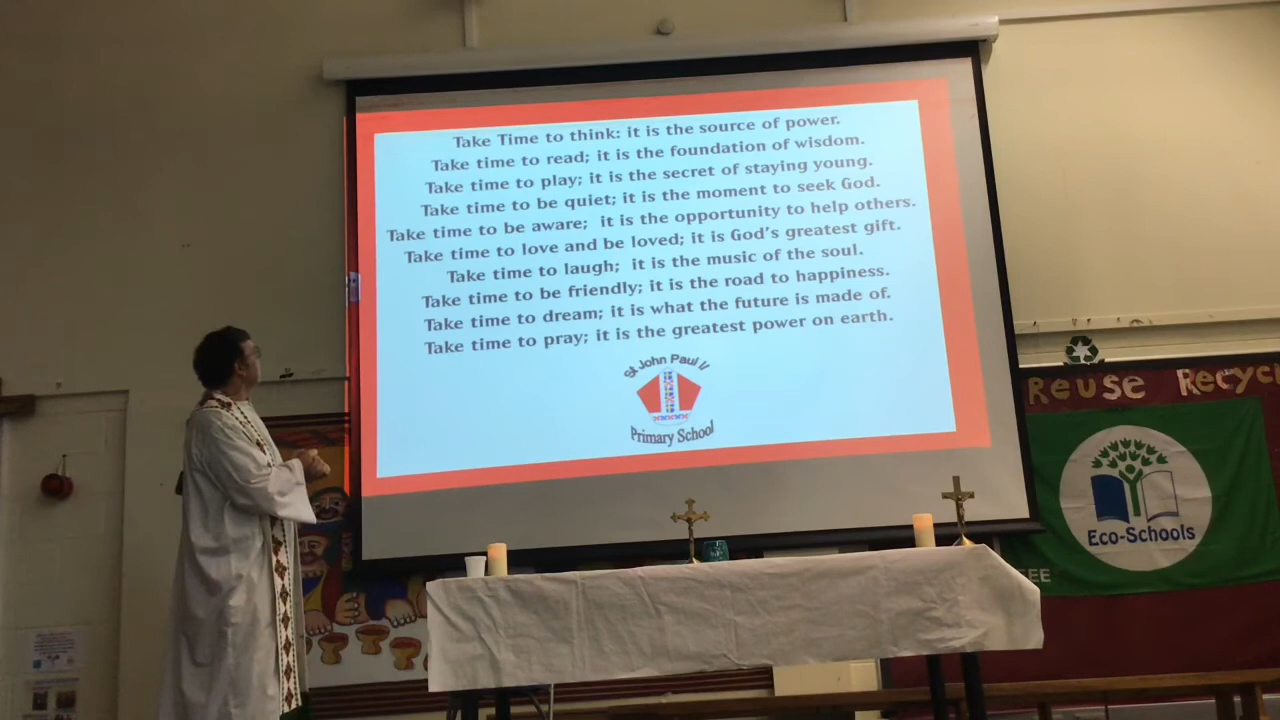 Take Time to think: it is the source of power.
Take time to read; it is the foundation of wisdom.
Take time to play; it is the secret of staying young.
Take time to be quiet; it is the moment to seek God.
Take time to be aware;  it is the opportunity to help others.
Take time to love and be loved; it is God's greatest gift.
Take time to laugh;  it is the music of the soul.
Take time to be friendly; it is the road to happiness.
Take time to dream; it is what the future is made of.
Take time to pray; it is the greatest power on earth.
St John Paul II
Primary School
Reuse Recyc
Eco-Schools
FEE